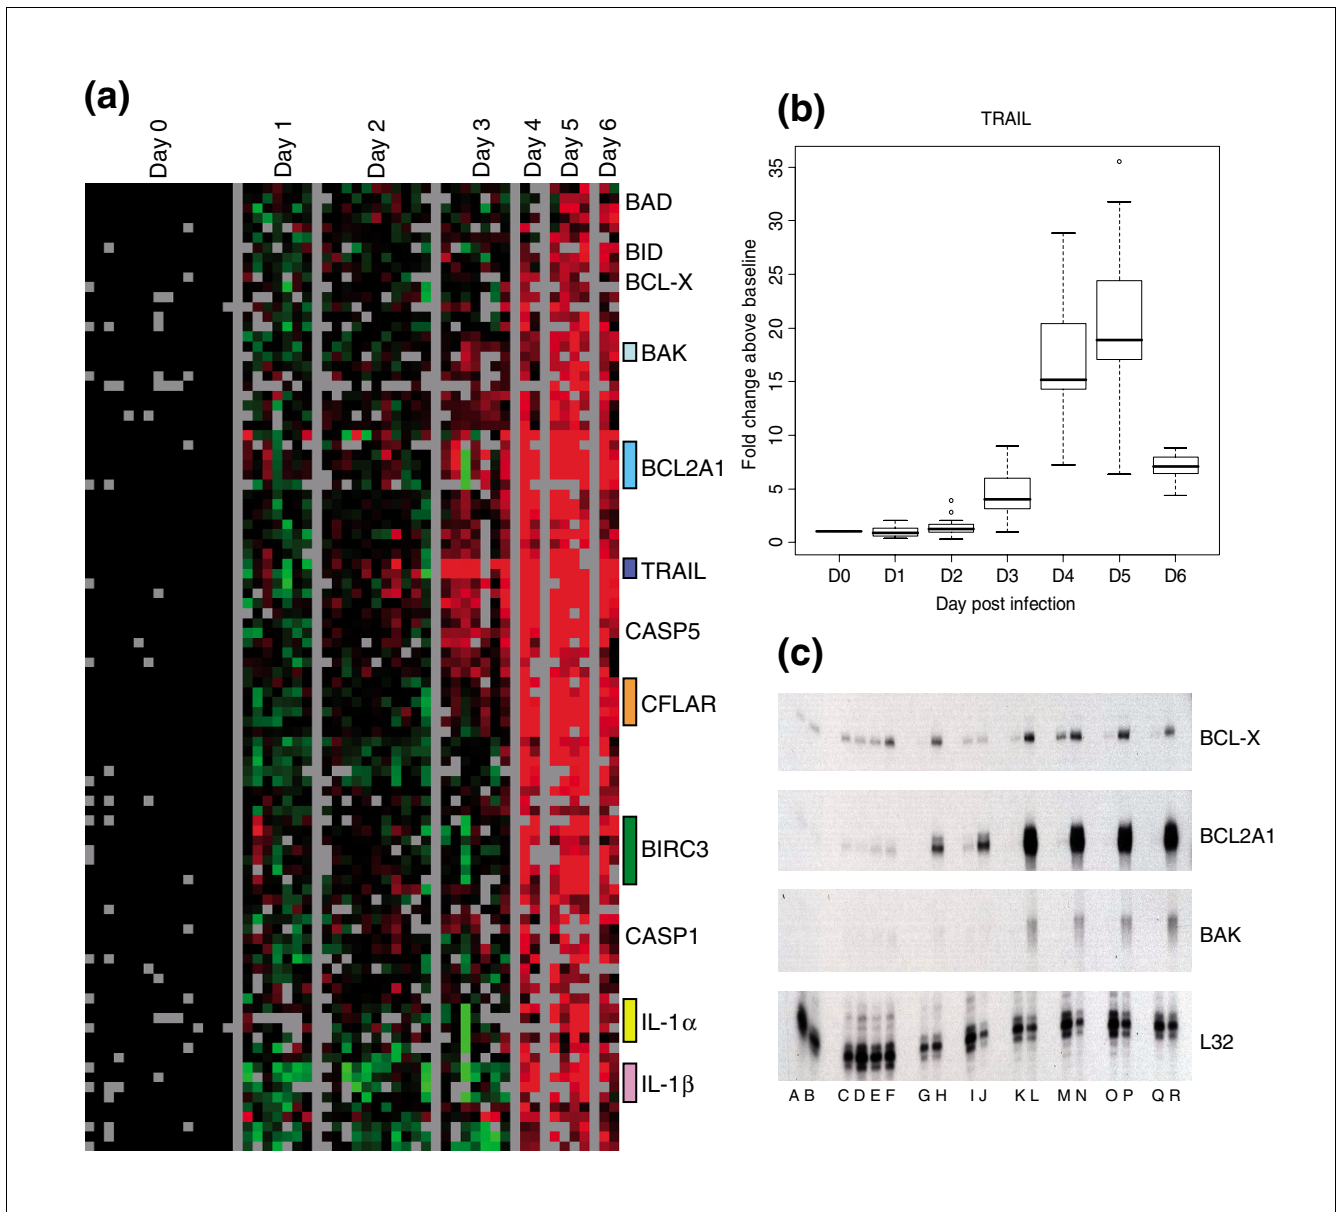 (a)
Day 0
Day 1
Day 2
Day 3
Day 4
Day 5
Day 6
BAD
BID
BCL-X
BAK
BCL2A1
TRAIL
CASP5
CFLAR
BIRC3
CASP1
IL-1α
IL-1β
(b)
TRAIL
Fold change above baseline
35
30
25
20
15
10
5
0
D0 D1 D2 D3 D4 D5 D6
Day post infection
(c)
BCL-X
BCL2A1
BAK
L32
A B C D E F G H I J K L M N O P Q R